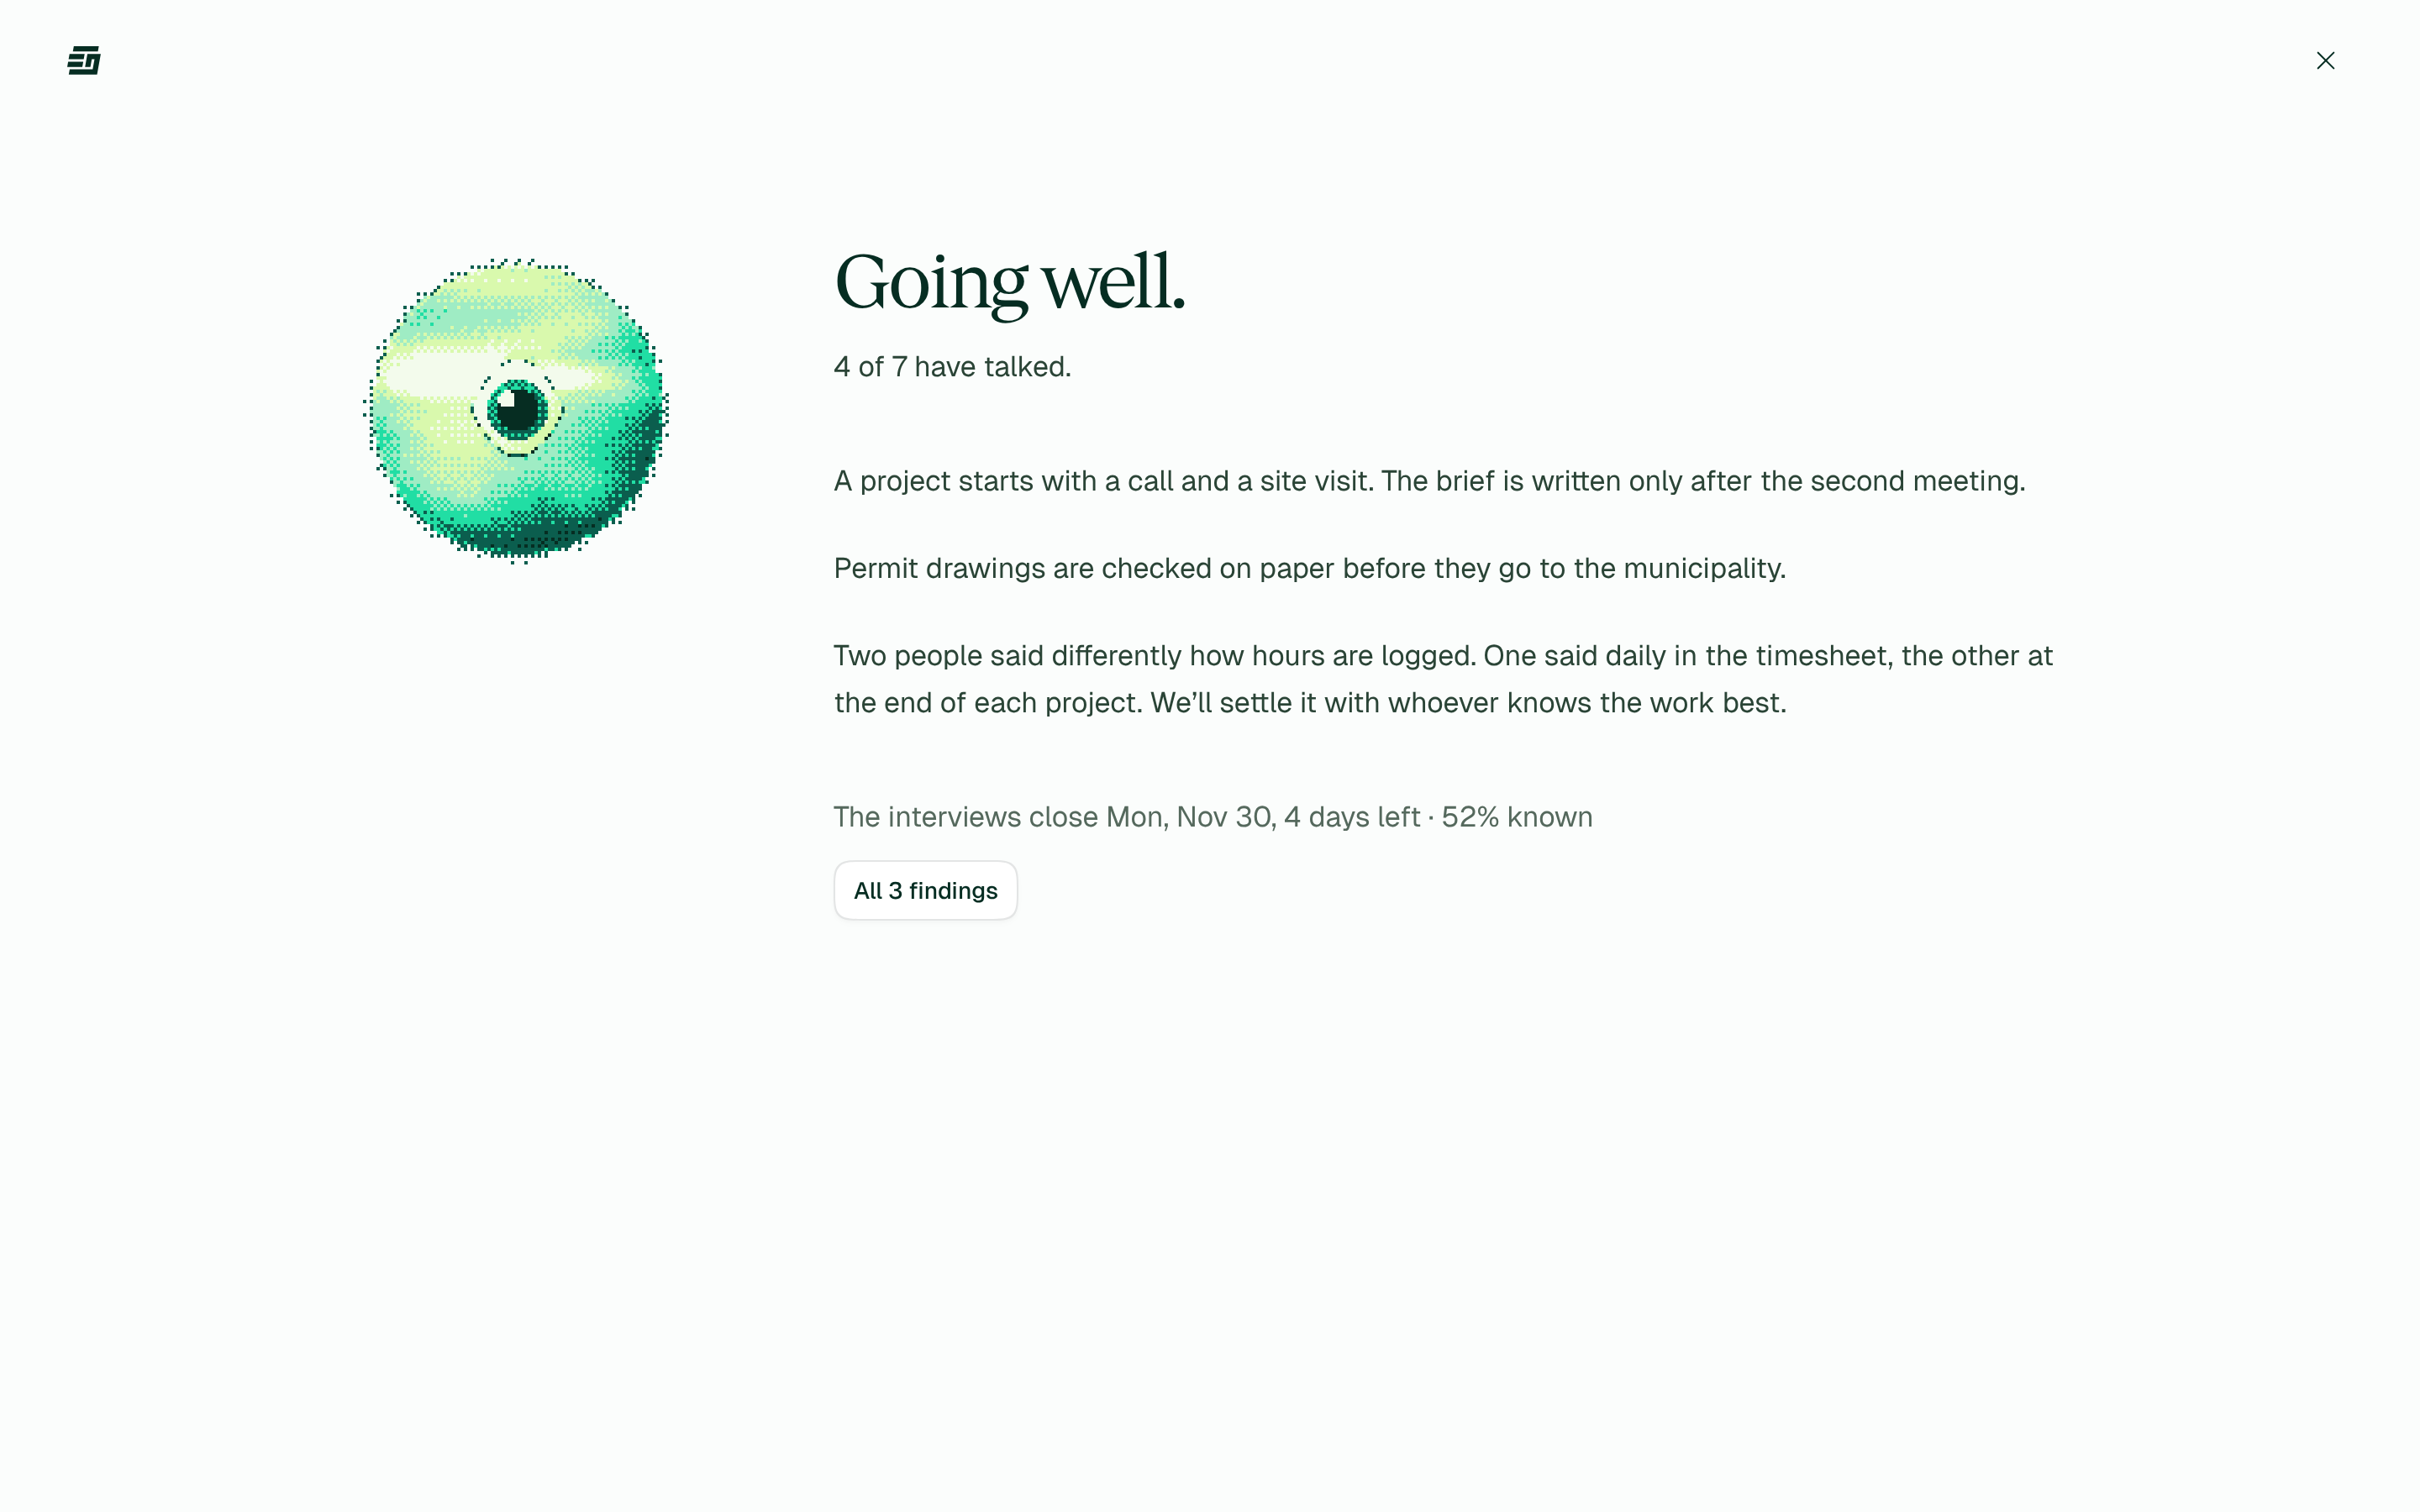 Going well.
4 of 7 have talked.
A project starts with a call and a site visit. The brief is written only after the second meeting.
Permit drawings are checked on paper before they go to the municipality.
Two people said differently how hours are logged. One said daily in the timesheet, the other at
the end of each project. We’ll settle it with whoever knows the work best.
The interviews close Mon, Nov 30, 4 days left · 52% known
All 3 findings